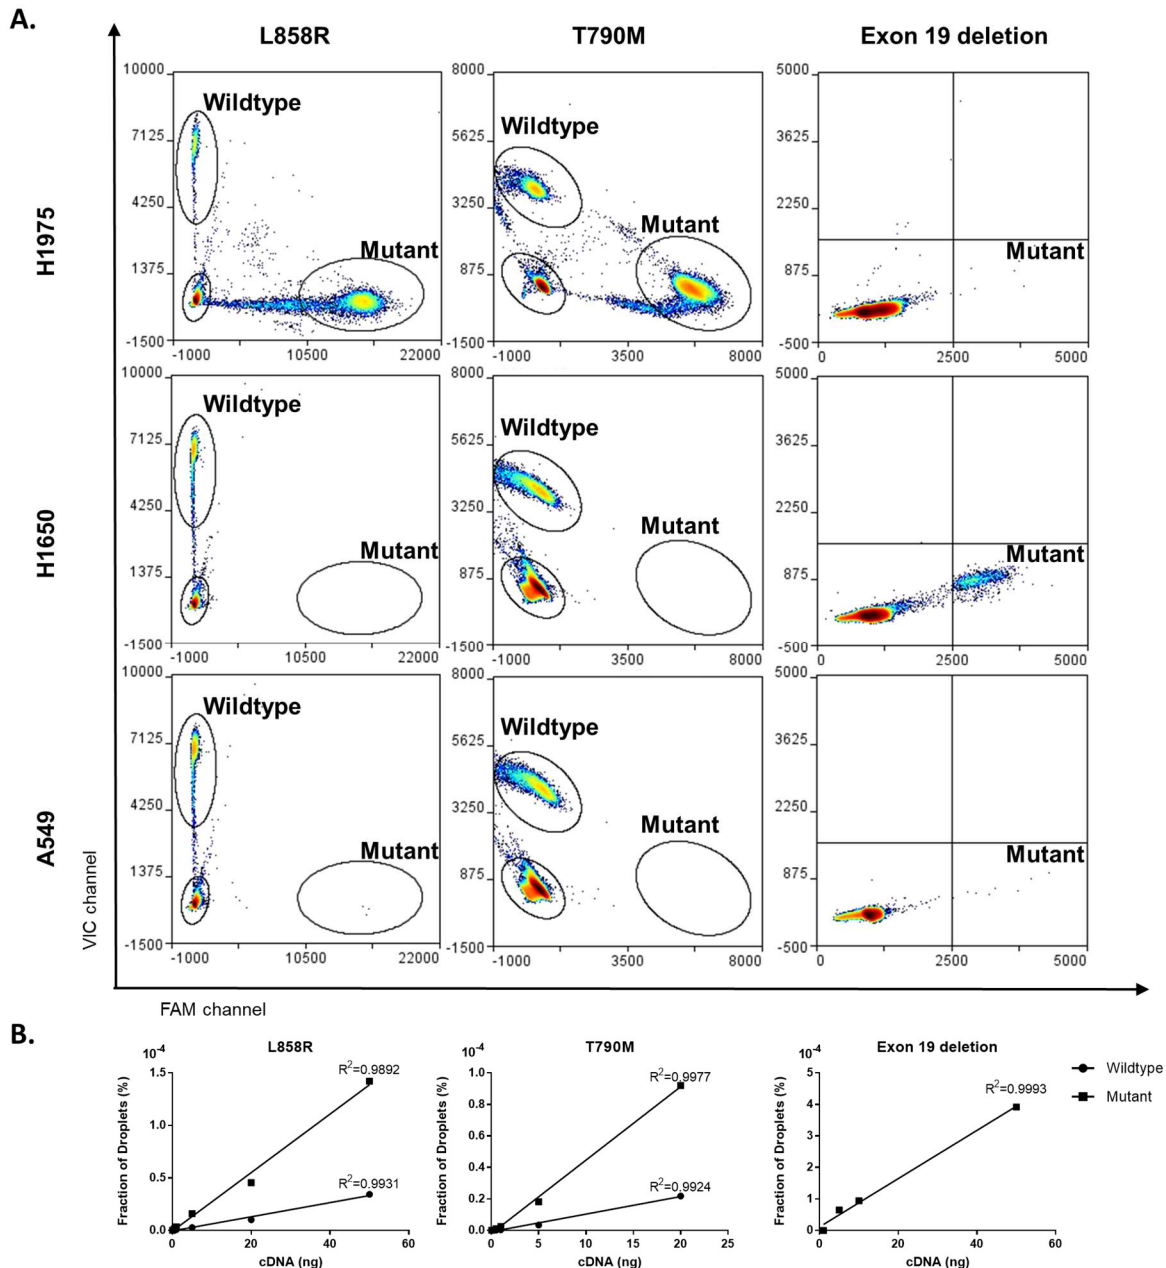 A.
L858R
T790M
Exon 19 deletion
H1975
10000
7125
4250
1375
-1500
-1000
10500
22000
Wildtype
Mutant
8000
5625
3250
875
-1500
-1000
3500
8000
Wildtype
Mutant
5000
3625
2250
875
-500
0
2500
5000
Mutant
H1650
10000
7125
4250
1375
-1500
-1000
10500
22000
Wildtype
Mutant
8000
5625
3250
875
-1500
-1000
3500
8000
Wildtype
Mutant
5000
3625
2250
875
-500
0
2500
5000
Mutant
A549
10000
7125
4250
1375
-1500
-1000
10500
22000
Wildtype
Mutant
8000
5625
3250
875
-1500
-1000
3500
8000
Wildtype
Mutant
5000
3625
2250
875
-500
0
2500
5000
Mutant
VIC channel
FAM channel
B.
L858R
10⁻⁴
Fraction of Droplets (%)
1.5
1.0
0.5
0.0
0
20
40
60
cDNA (ng)
R²=0.9892
R²=0.9931
T790M
10⁻⁴
Fraction of Droplets (%)
1.0
0.8
0.6
0.4
0.2
0.0
0
5
10
15
20
25
cDNA (ng)
R²=0.9977
R²=0.9924
Exon 19 deletion
10⁻⁴
Fraction of Droplets (%)
5
4
3
2
1
0
0
20
40
60
cDNA (ng)
R²=0.9993
Wildtype
Mutant